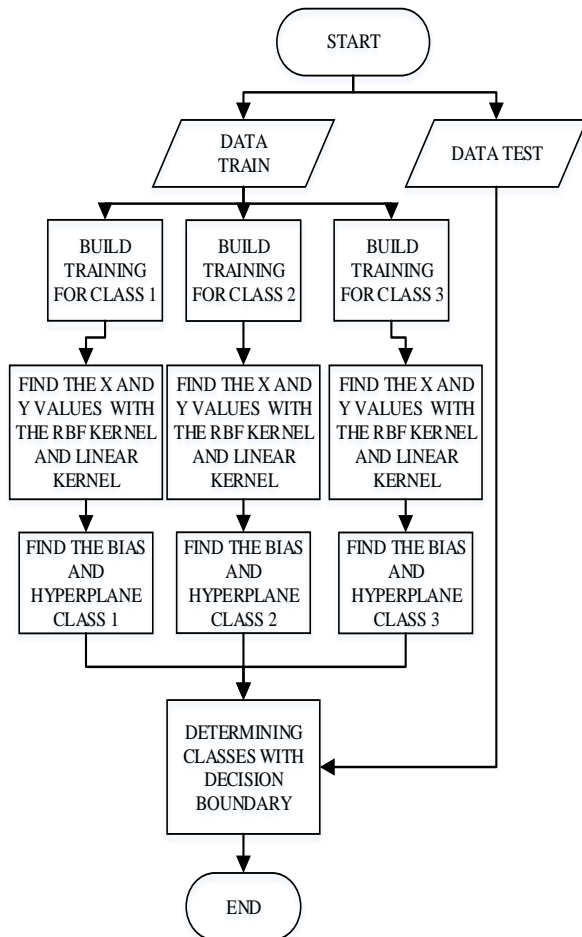 START
DATA
TRAIN
DATA TEST
BUILD
TRAINING
FOR CLASS 1
BUILD
TRAINING
FOR CLASS 2
BUILD
TRAINING
FOR CLASS 3
FIND THE X AND
Y VALUES WITH
THE RBF KERNEL
AND LINEAR
KERNEL
FIND THE X AND
Y VALUES WITH
THE RBF KERNEL
AND LINEAR
KERNEL
FIND THE X AND
Y VALUES WITH
THE RBF KERNEL
AND LINEAR
KERNEL
FIND THE BIAS
AND
HYPERPLANE
CLASS 1
FIND THE BIAS
AND
HYPERPLANE
CLASS 2
FIND THE BIAS
AND
HYPERPLANE
CLASS 3
DETERMINING
CLASSES WITH
DECISION
BOUNDARY
END